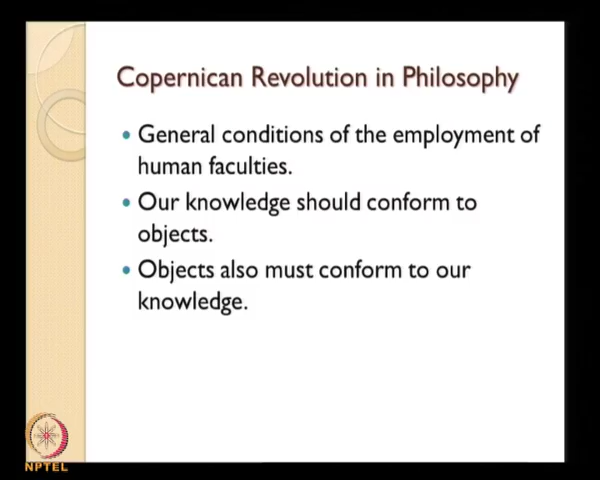 Copernican Revolution in Philosophy
General conditions of the employment of
human faculties.
Our knowledge should conform to
objects.
Objects also must conform to our
knowledge.
NPTEL